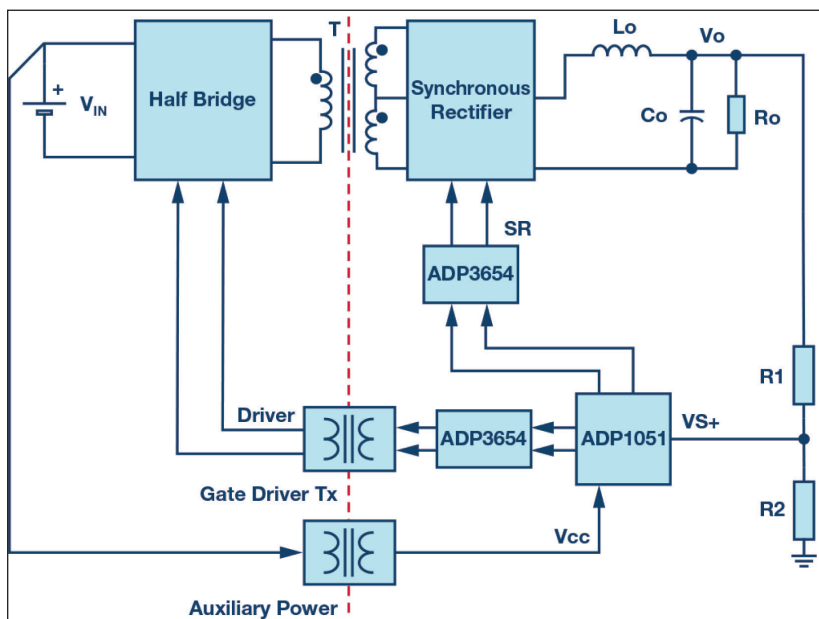 T
Lo
Vo
+
VIN
Half Bridge
Synchronous
Rectifier
Co
Ro
SR
ADP3654
R1
Driver
ADP3654
ADP1051
VS+
Gate Driver Tx
R2
Vcc
Auxiliary Power